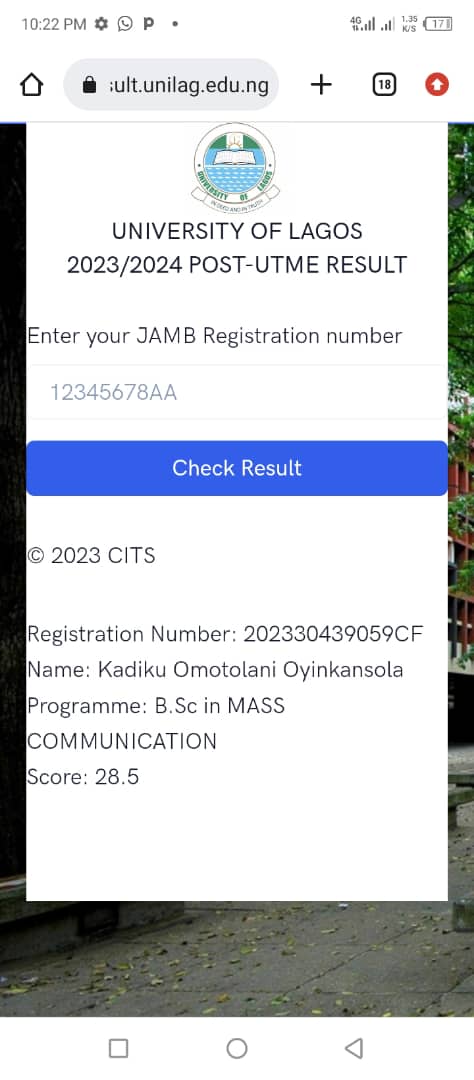 10:22 PM
4G
1.35 K/S
17
sult.unilag.edu.ng
18
UNIVERSITY OF LAGOS
IN DEED AND IN TRUTH
UNIVERSITY OF LAGOS
2023/2024 POST-UTME RESULT
Enter your JAMB Registration number
12345678AA
Check Result
© 2023 CITS
Registration Number: 202330439059CF
Name: Kadiku Omotolani Oyinkansola
Programme: B.Sc in MASS
COMMUNICATION
Score: 28.5